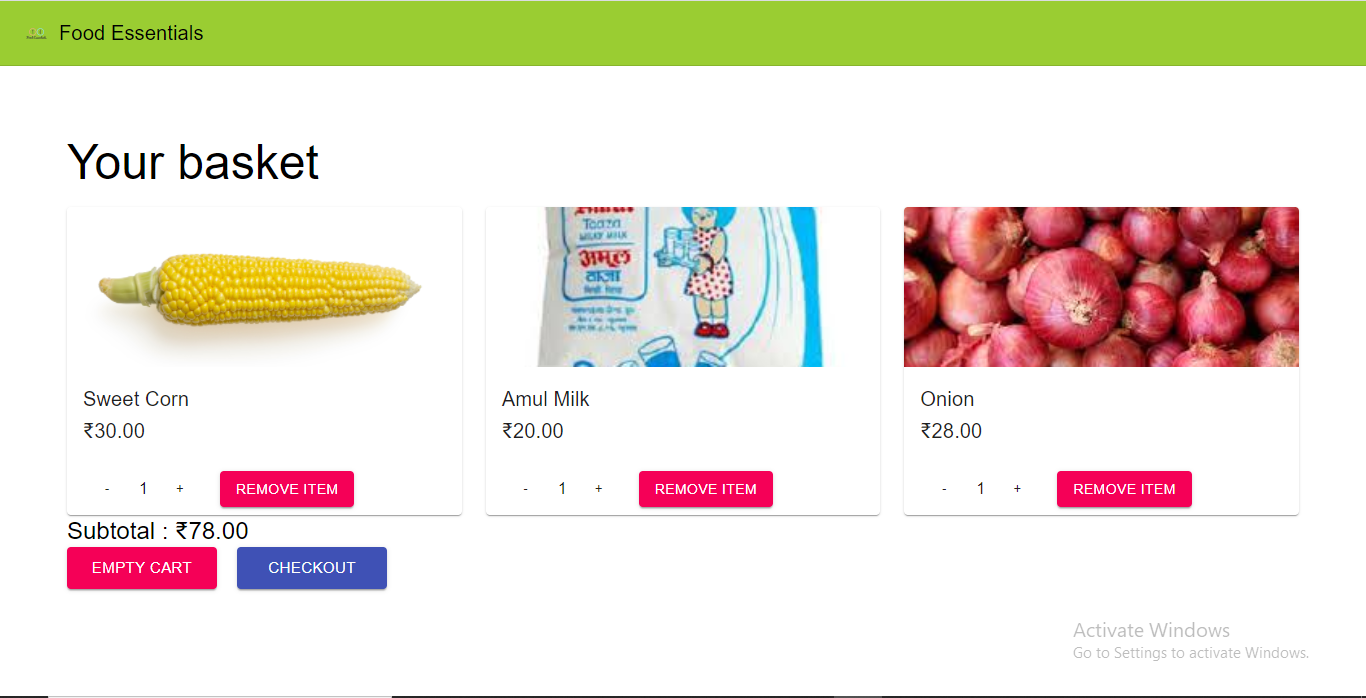 Food Essentials
Your basket
Taaza
अमूल
ताज़ा
Sweet Corn
₹30.00
- 1 + REMOVE ITEM
Amul Milk
₹20.00
- 1 + REMOVE ITEM
Onion
₹28.00
- 1 + REMOVE ITEM
Subtotal : ₹78.00
EMPTY CART
CHECKOUT
Activate Windows
Go to Settings to activate Windows.